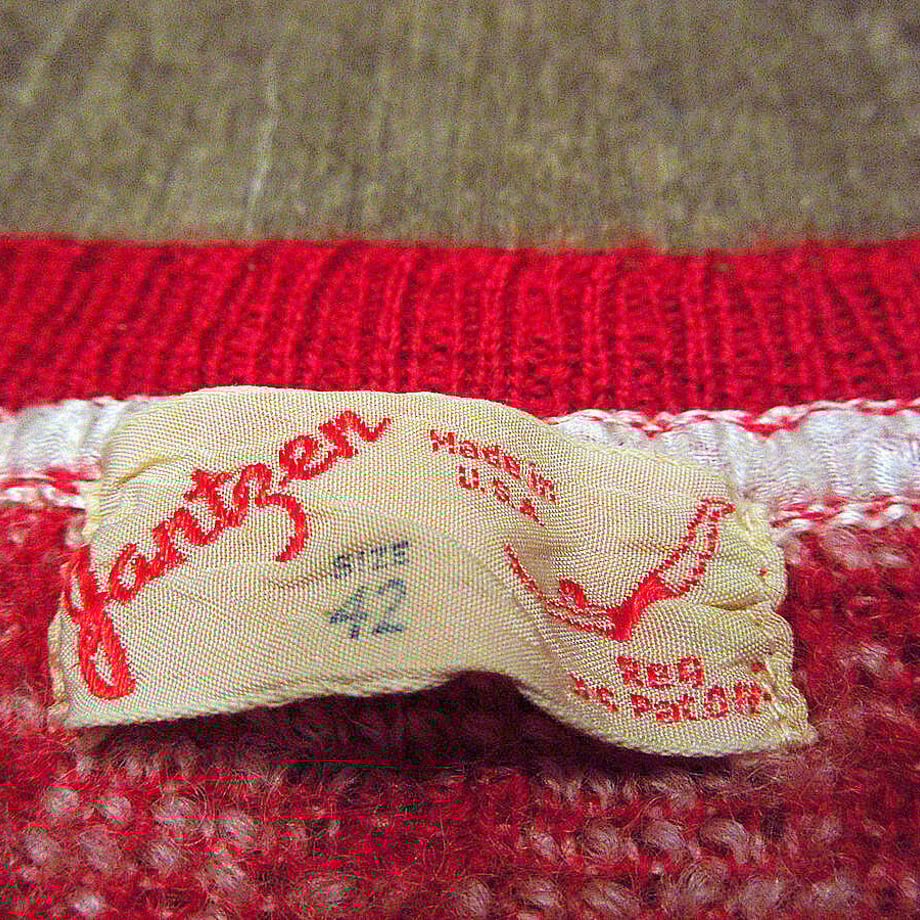 Jantzen
Made in
U.S.A.
SIZE
42
Reg
U.S Pat.Off.